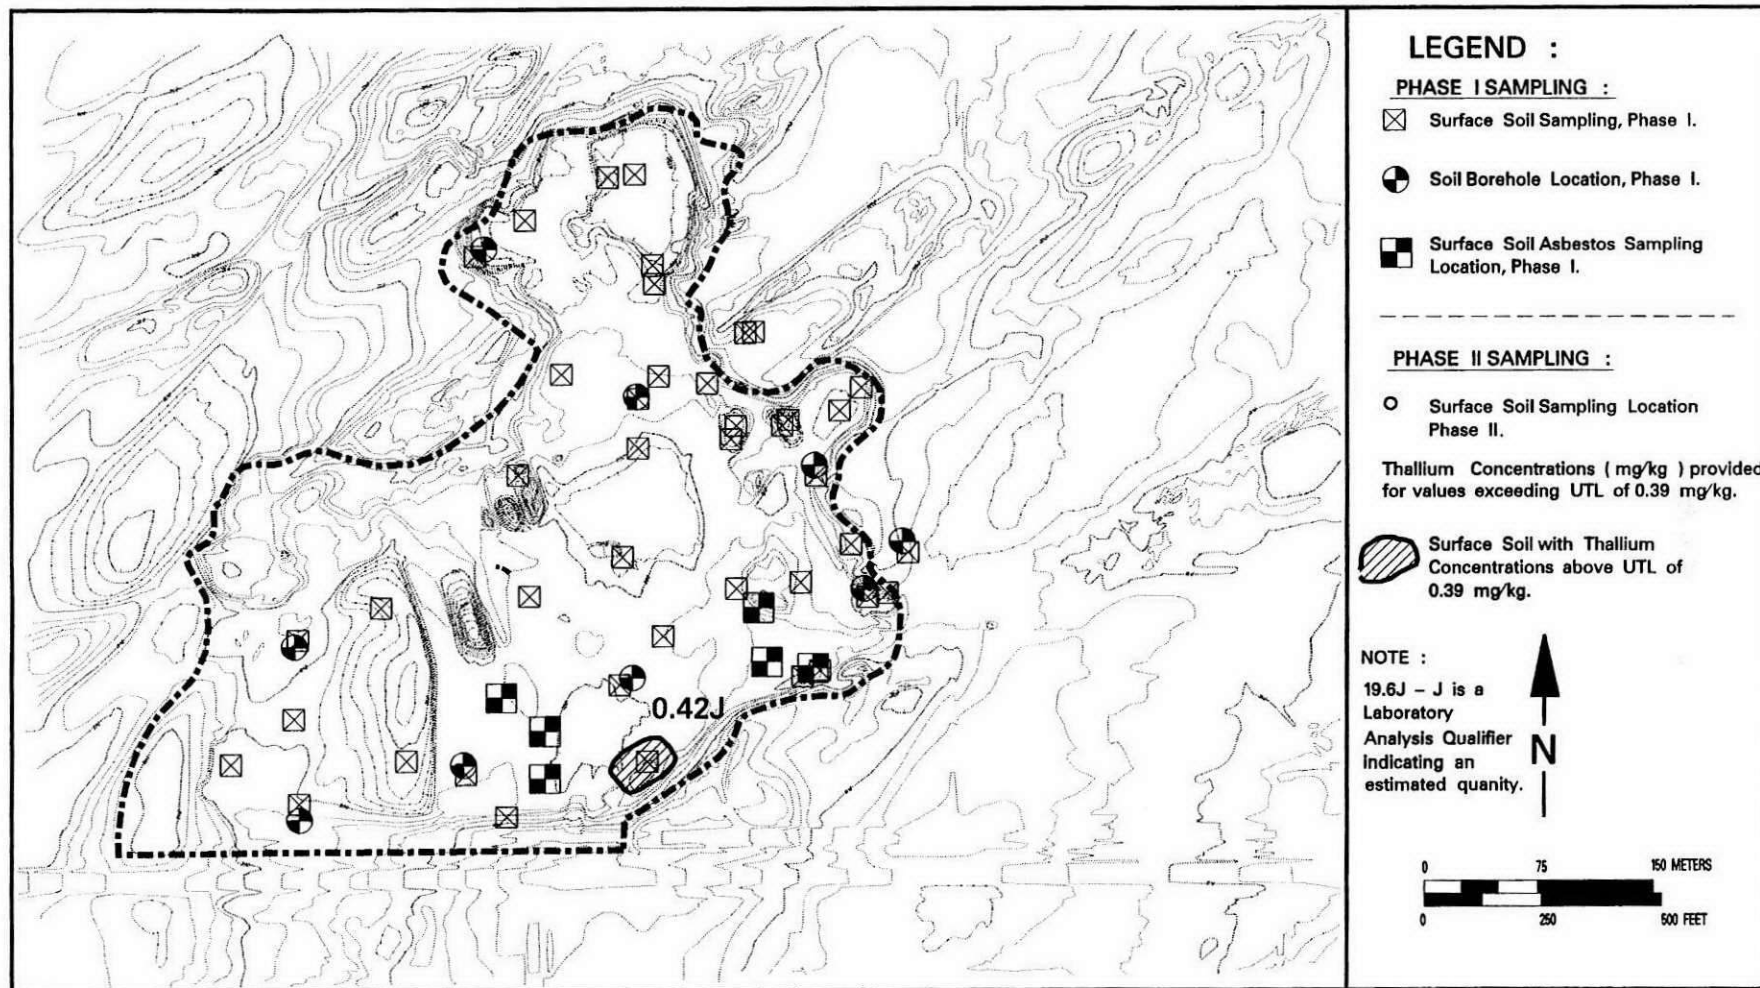 LEGEND :
PHASE I SAMPLING :
Surface Soil Sampling, Phase I.
Soil Borehole Location, Phase I.
Surface Soil Asbestos Sampling
Location, Phase I.
PHASE II SAMPLING :
Surface Soil Sampling Location
Phase II.
Thallium Concentrations ( mg/kg ) provided
for values exceeding UTL of 0.39 mg/kg.
Surface Soil with Thallium
Concentrations above UTL of
0.39 mg/kg.
NOTE :
19.6J – J is a
Laboratory
Analysis Qualifier
indicating an
estimated quanity.
N
0 75 150 METERS
0 250 500 FEET
0.42J